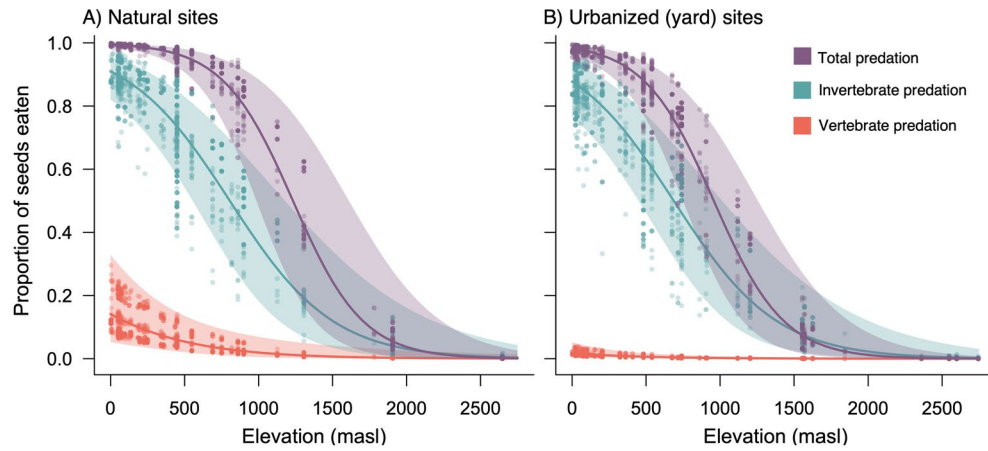 A) Natural sites
B) Urbanized (yard) sites
Proportion of seeds eaten
1.0
0.8
0.6
0.4
0.2
0.0
0 500 1000 1500 2000 2500
Elevation (masl)
0 500 1000 1500 2000 2500
Elevation (masl)
Total predation
Invertebrate predation
Vertebrate predation